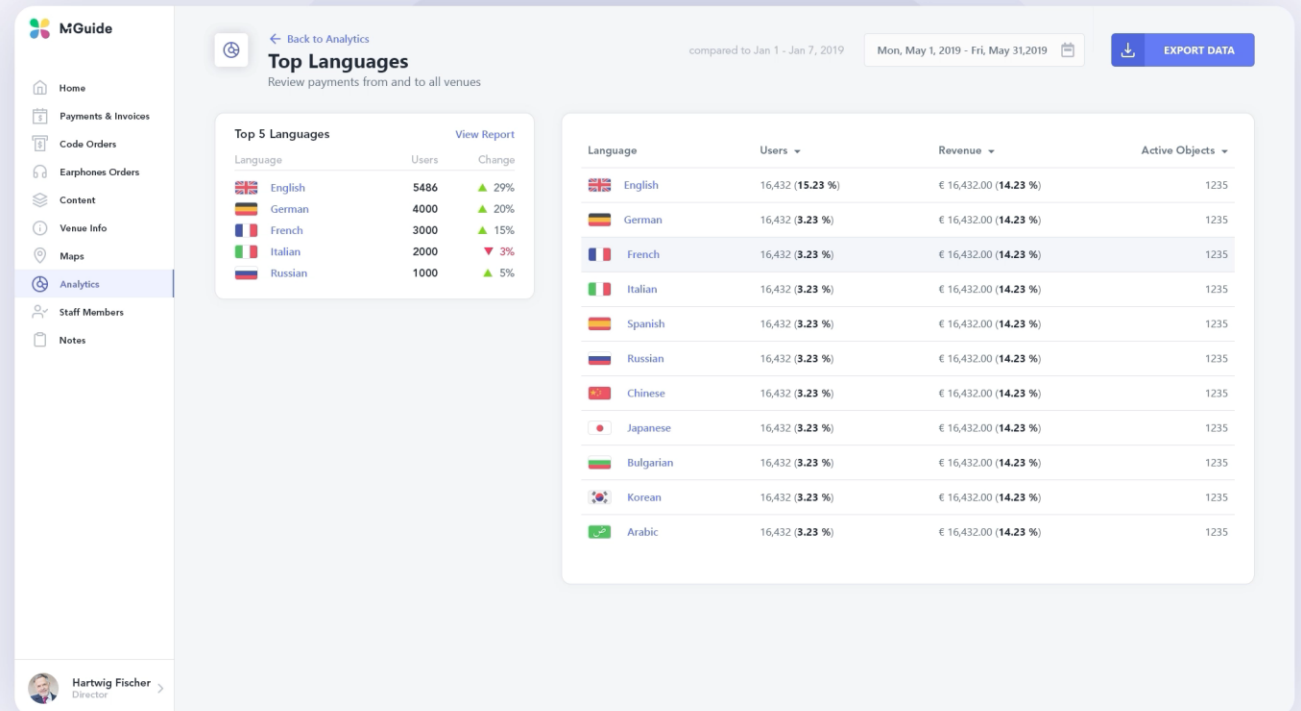 MGuide
Home
Payments & Invoices
Code Orders
Earphones Orders
Content
Venue Info
Maps
Analytics
Staff Members
Notes
Hartwig Fischer
Director
Back to Analytics
Top Languages
Review payments from and to all venues
compared to Jan 1 - Jan 7, 2019
Mon, May 1, 2019 - Fri, May 31,2019
EXPORT DATA
Top 5 Languages View Report
Language Users Change
English 5486 29%
German 4000 20%
French 3000 15%
Italian 2000 3%
Russian 1000 5%
Language Users Revenue Active Objects
English 16,432 (15.23 %) € 16,432.00 (14.23 %) 1235
German 16,432 (3.23 %) € 16,432.00 (14.23 %) 1235
French 16,432 (3.23 %) € 16,432.00 (14.23 %) 1235
Italian 16,432 (3.23 %) € 16,432.00 (14.23 %) 1235
Spanish 16,432 (3.23 %) € 16,432.00 (14.23 %) 1235
Russian 16,432 (3.23 %) € 16,432.00 (14.23 %) 1235
Chinese 16,432 (3.23 %) € 16,432.00 (14.23 %) 1235
Japanese 16,432 (3.23 %) € 16,432.00 (14.23 %) 1235
Bulgarian 16,432 (3.23 %) € 16,432.00 (14.23 %) 1235
Korean 16,432 (3.23 %) € 16,432.00 (14.23 %) 1235
ض Arabic 16,432 (3.23 %) € 16,432.00 (14.23 %) 1235